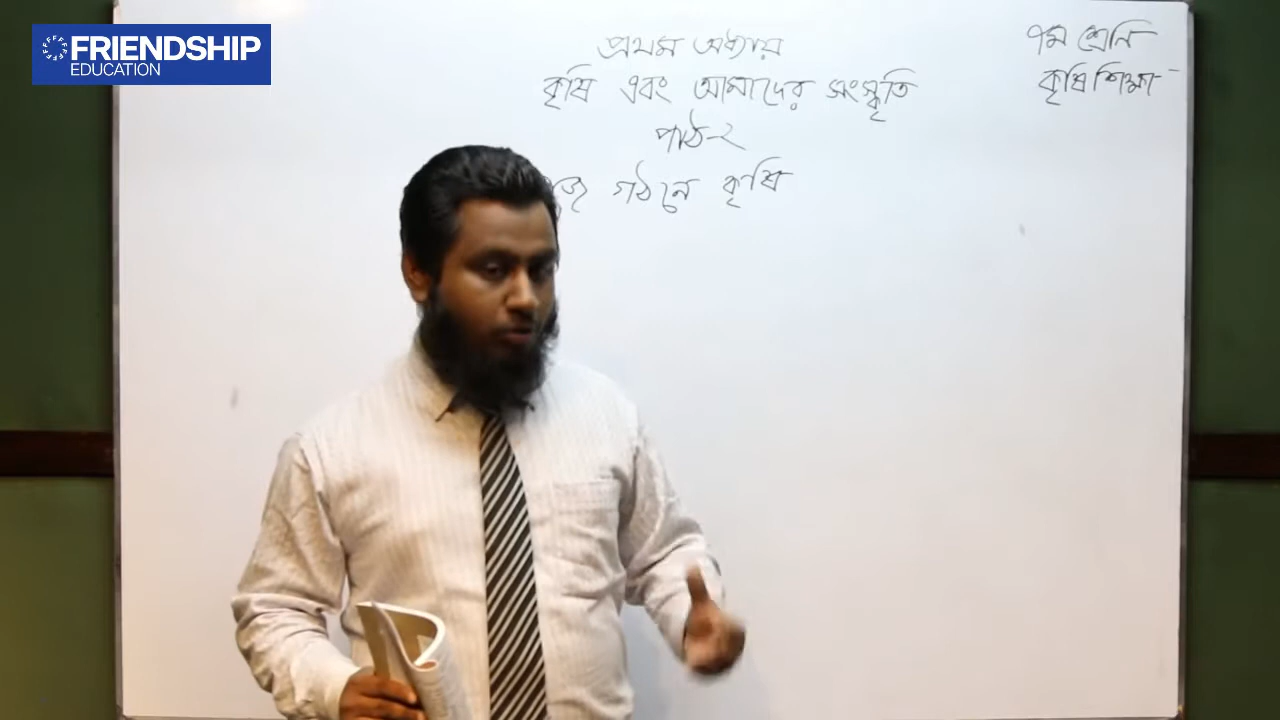 FRIENDSHIP
EDUCATION
৭ম শ্রেনি
কৃষি শিক্ষা
প্রথম অধ্যায়
কৃষি এবং আমাদের সংস্কৃতি
পাঠ-২
গঠনে কৃষি